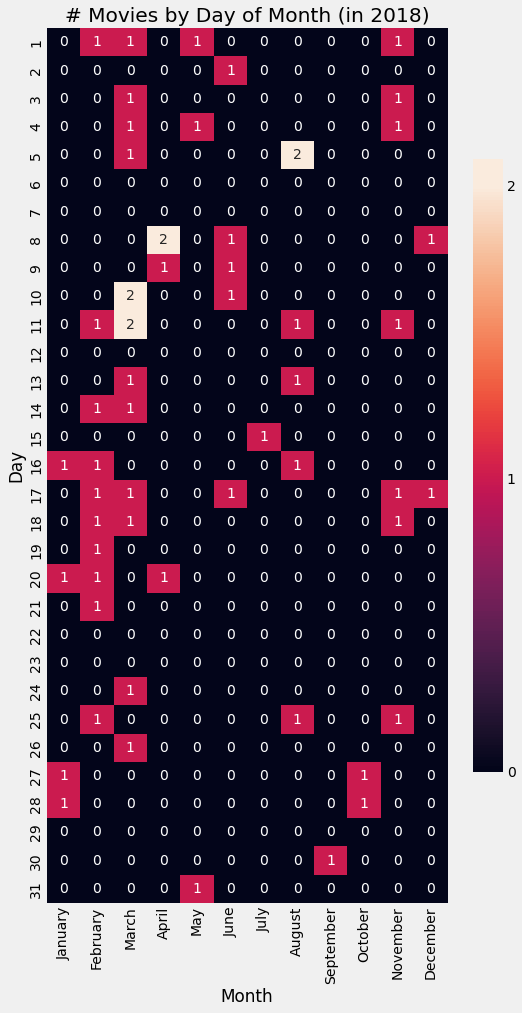 # Movies by Day of Month (in 2018)
1 0 1 1 0 1 0 0 0 0 0 1 0
2 0 0 0 0 0 1 0 0 0 0 0 0
3 0 0 1 0 0 0 0 0 0 0 1 0
4 0 0 1 0 1 0 0 0 0 0 1 0
5 0 0 1 0 0 0 0 2 0 0 0 0
6 0 0 0 0 0 0 0 0 0 0 0 0
7 0 0 0 0 0 0 0 0 0 0 0 0
8 0 0 0 2 0 1 0 0 0 0 0 1
9 0 0 0 1 0 1 0 0 0 0 0 0
10 0 0 2 0 0 1 0 0 0 0 0 0
11 0 1 2 0 0 0 0 1 0 0 1 0
12 0 0 0 0 0 0 0 0 0 0 0 0
13 0 0 1 0 0 0 0 1 0 0 0 0
14 0 1 1 0 0 0 0 0 0 0 0 0
15 0 0 0 0 0 0 1 0 0 0 0 0
16 1 1 0 0 0 0 0 1 0 0 0 0
17 0 1 1 0 0 1 0 0 0 0 1 1
18 0 1 1 0 0 0 0 0 0 0 1 0
19 0 1 0 0 0 0 0 0 0 0 0 0
20 1 1 0 1 0 0 0 0 0 0 0 0
21 0 1 0 0 0 0 0 0 0 0 0 0
22 0 0 0 0 0 0 0 0 0 0 0 0
23 0 0 0 0 0 0 0 0 0 0 0 0
24 0 0 1 0 0 0 0 0 0 0 0 0
25 0 1 0 0 0 0 0 1 0 0 1 0
26 0 0 1 0 0 0 0 0 0 0 0 0
27 1 0 0 0 0 0 0 0 0 1 0 0
28 1 0 0 0 0 0 0 0 0 1 0 0
29 0 0 0 0 0 0 0 0 0 0 0 0
30 0 0 0 0 0 0 0 0 1 0 0 0
31 0 0 0 0 1 0 0 0 0 0 0 0
Day
January February March April May June July August September October November December
Month
2
1
0